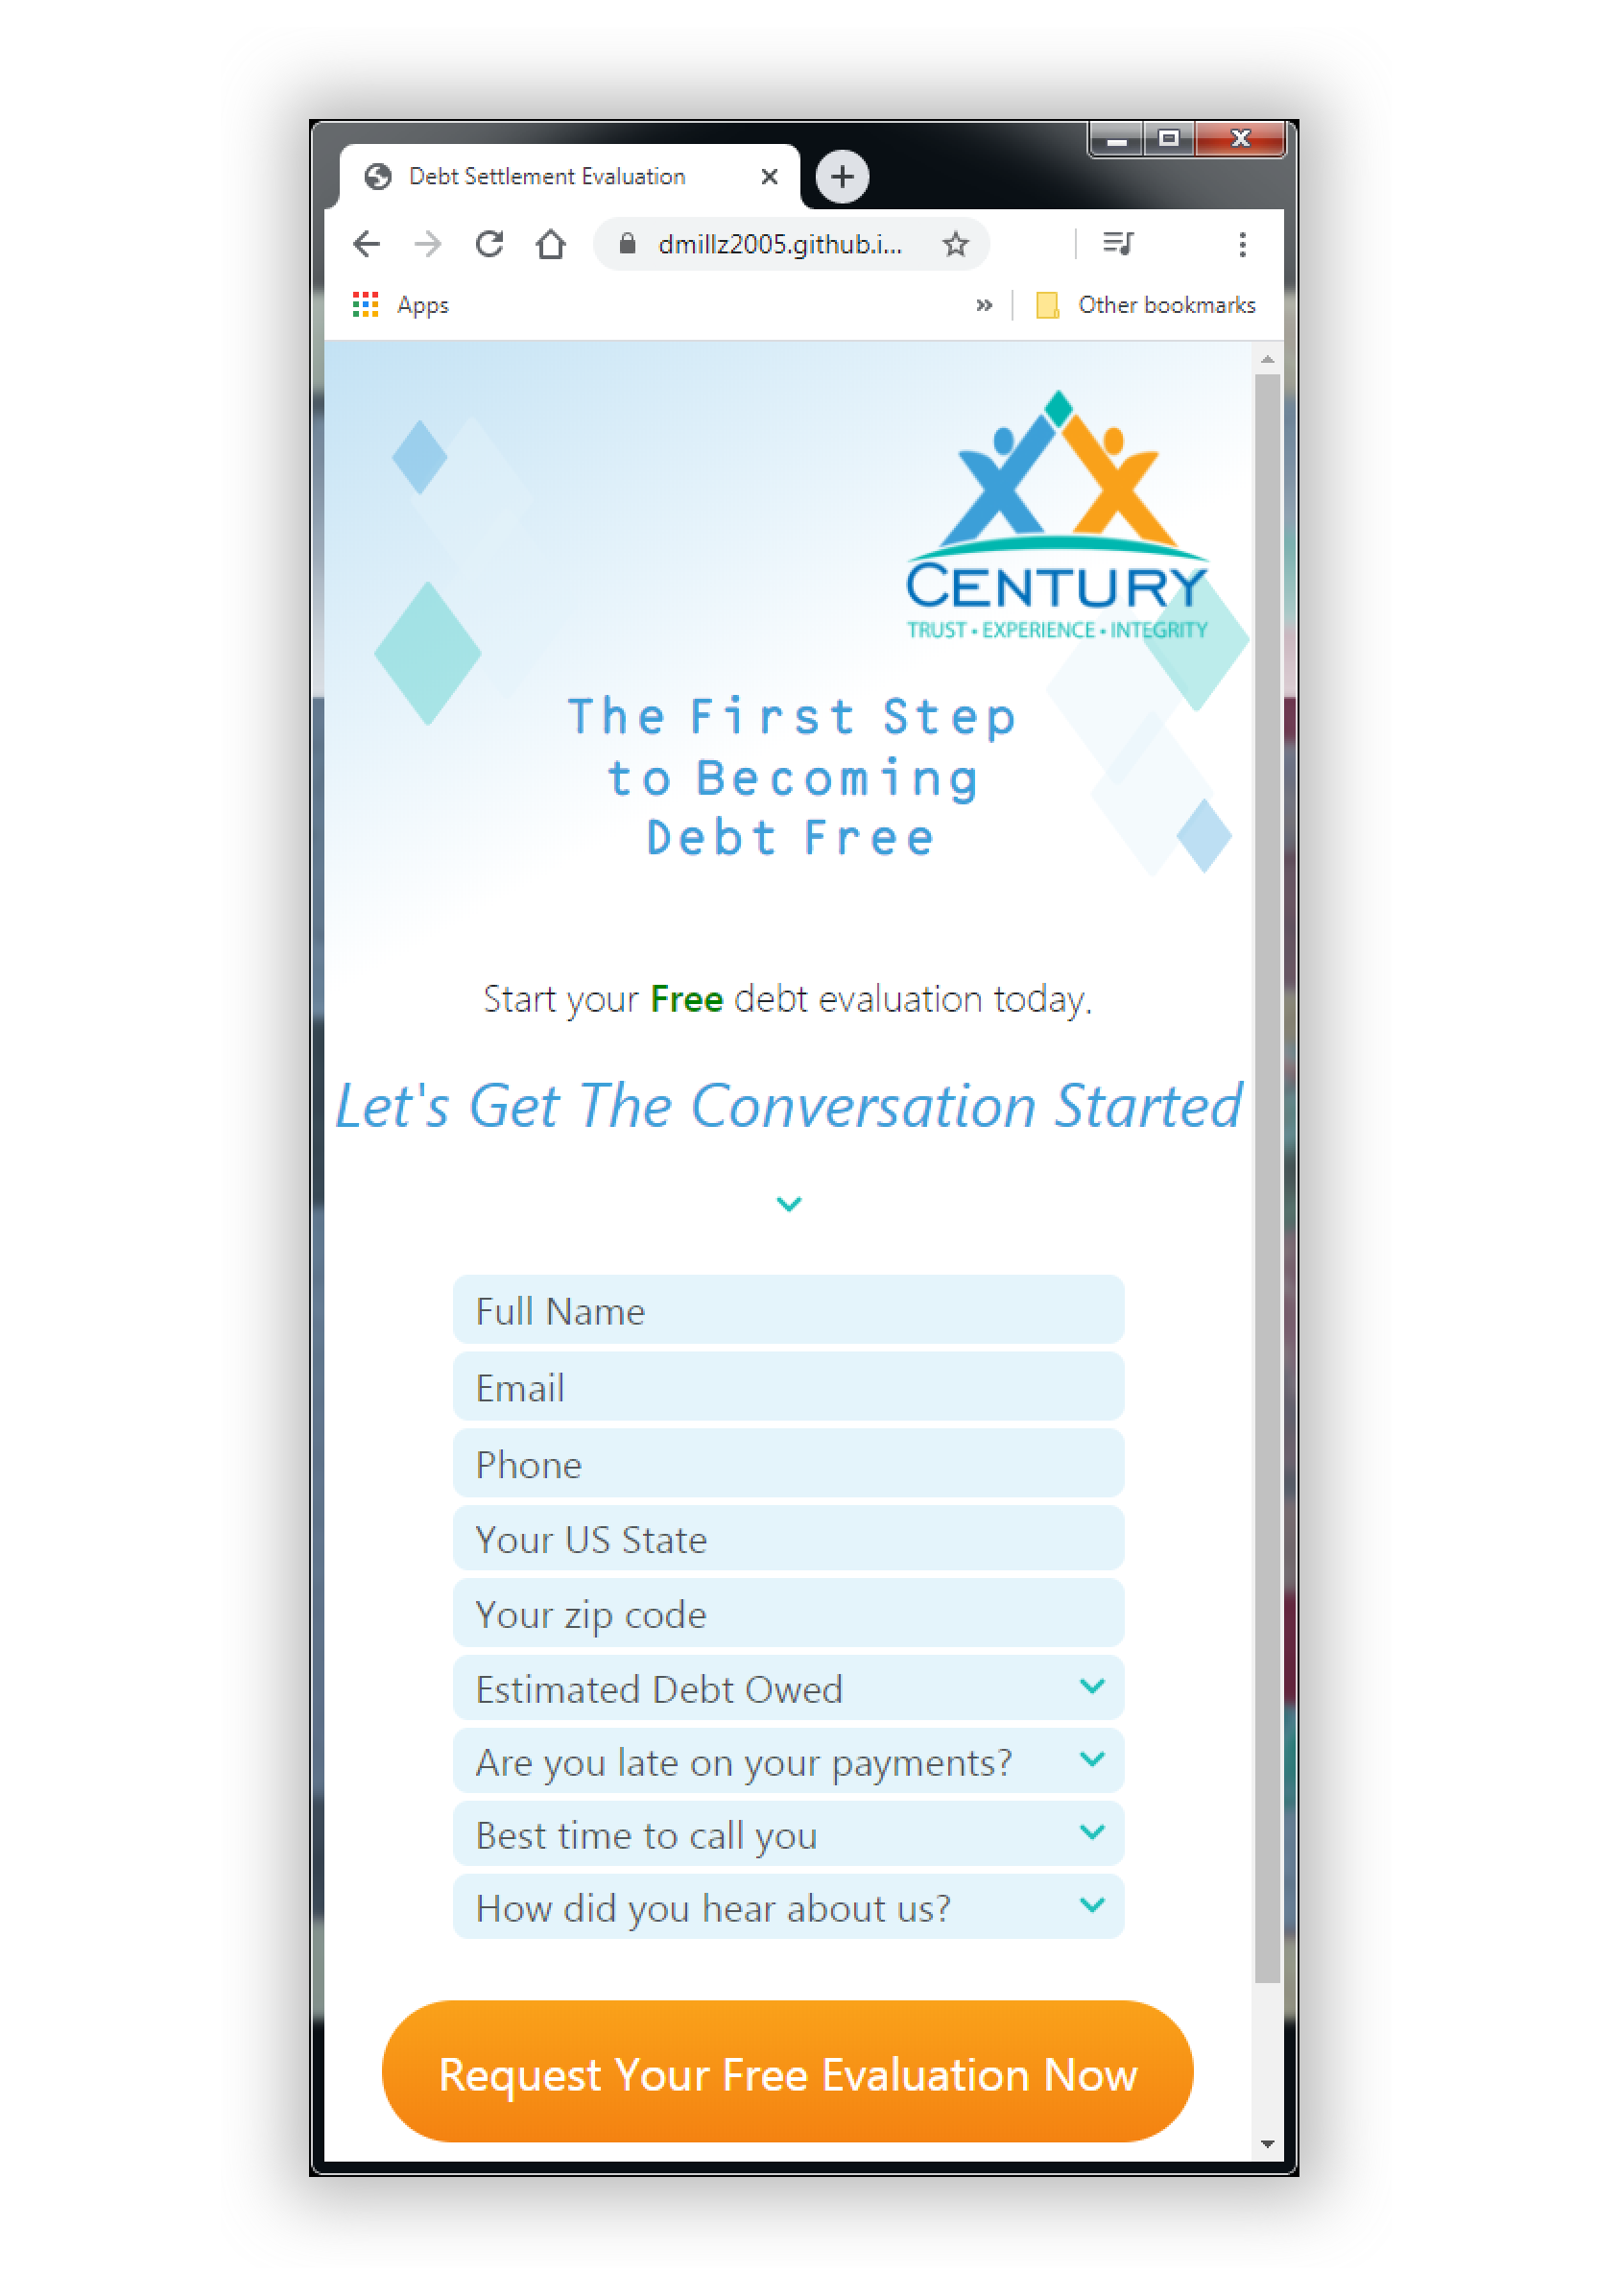 Debt Settlement Evaluation
dmillz2005.github.i...
Apps
Other bookmarks
CENTURY
TRUST • EXPERIENCE • INTEGRITY
The First Step
to Becoming
Debt Free
Start your Free debt evaluation today.
Let's Get The Conversation Started
Full Name
Email
Phone
Your US State
Your zip code
Estimated Debt Owed
Are you late on your payments?
Best time to call you
How did you hear about us?
Request Your Free Evaluation Now